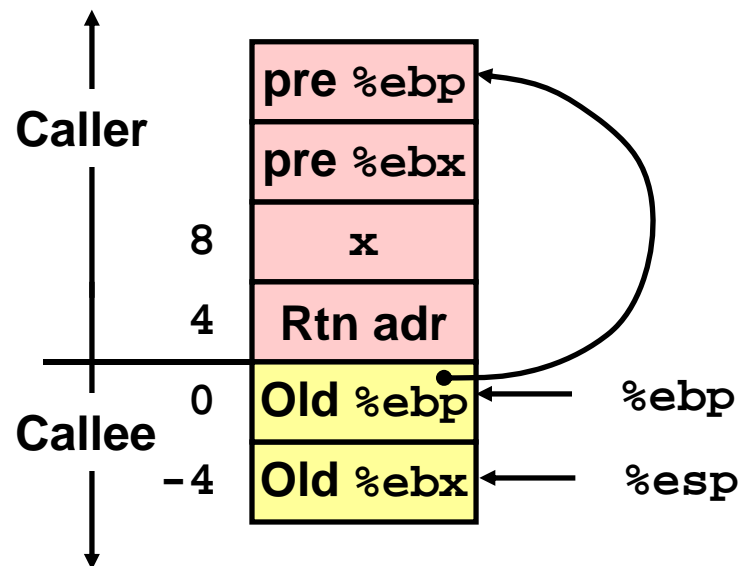 pre %ebp
Caller
pre %ebx
8 x
4 Rtn adr
0 Old %ebp %ebp
Callee
-4 Old %ebx %esp